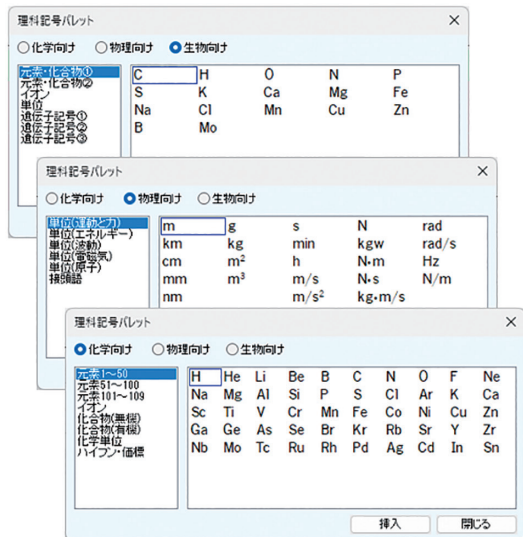 理科記号パレット
○化学向け ○物理向け ●生物向け
元素・化合物①
元素・化合物②
イオン
単位
遺伝子記号①
遺伝子記号②
遺伝子記号③
C H O N P
S K Ca Mg Fe
Na Cl Mn Cu Zn
B Mo
理科記号パレット
○化学向け ●物理向け ○生物向け
単位(運動と力)
単位(エネルギー)
単位(波動)
単位(電磁気)
単位(原子)
接頭語
m g s N rad
km kg min kgw rad/s
cm m² h N・m Hz
mm m³ m/s N・s N/m
nm m/s² kg・m/s
理科記号パレット
●化学向け ○物理向け ○生物向け
元素1～50
元素51～100
元素101～109
イオン
化合物(無機)
化合物(有機)
化学単位
ハイフン・価標
H He Li Be B C N O F Ne
Na Mg Al Si P S Cl Ar K Ca
Sc Ti V Cr Mn Fe Co Ni Cu Zn
Ga Ge As Se Br Kr Rb Sr Y Zr
Nb Mo Tc Ru Rh Pd Ag Cd In Sn
挿入 閉じる